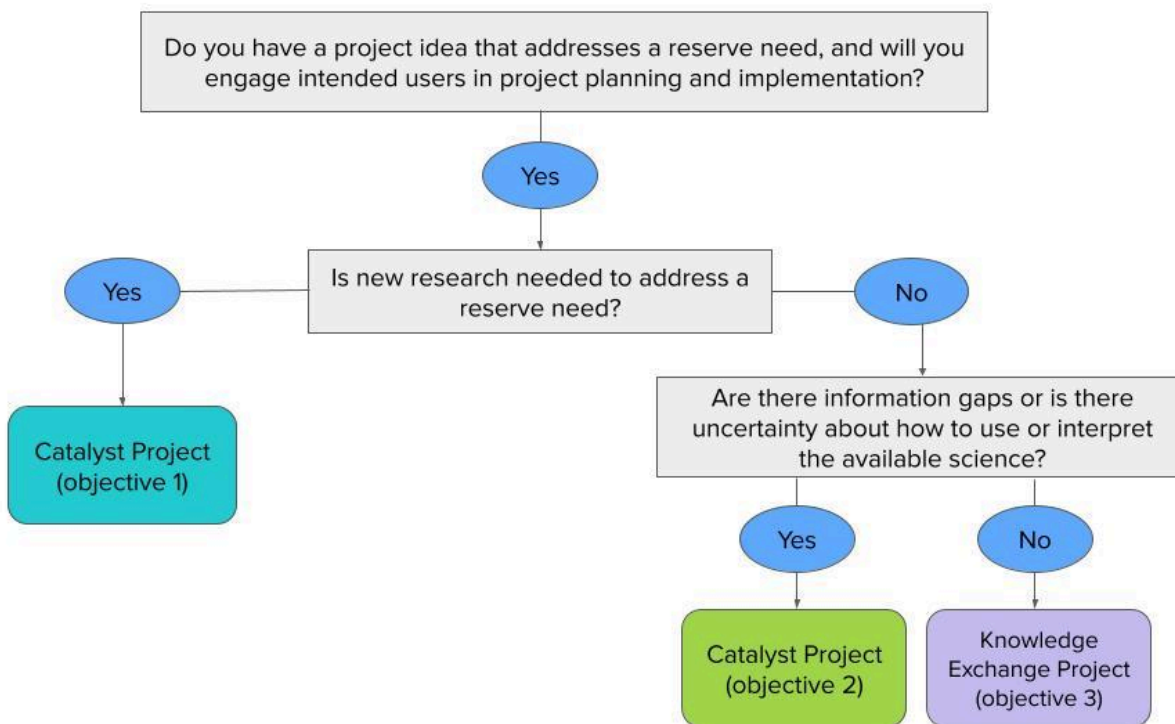 Do you have a project idea that addresses a reserve need, and will you
engage intended users in project planning and implementation?
Yes
Is new research needed to address a
reserve need?
Yes
No
Are there information gaps or is there
uncertainty about how to use or interpret
the available science?
Catalyst Project
(objective 1)
Yes
No
Catalyst Project
(objective 2)
Knowledge
Exchange Project
(objective 3)